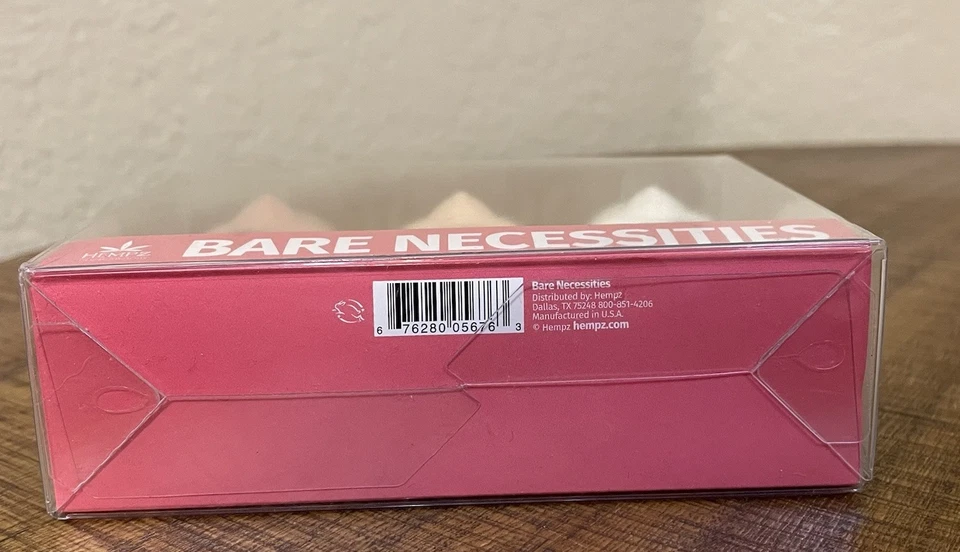 HEMPZ
BARE NECESSITIES
6 76280 05676 3
Bare Necessities
Distributed by: Hempz
Dallas, TX 75248 800-851-4206
Manufactured in U.S.A.
© Hempz hempz.com